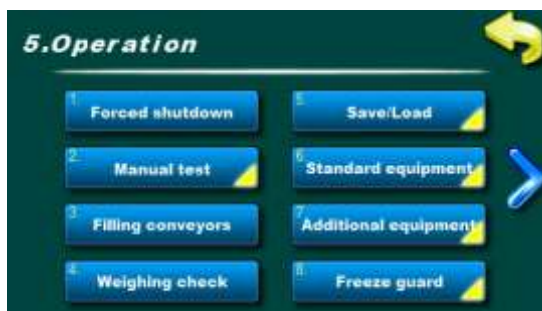 5.Operation
1. Forced shutdown
2. Manual test
3. Filling conveyors
4. Weighing check
5. Save/Load
6. Standard equipment
7. Additional equipment
8. Freeze guard